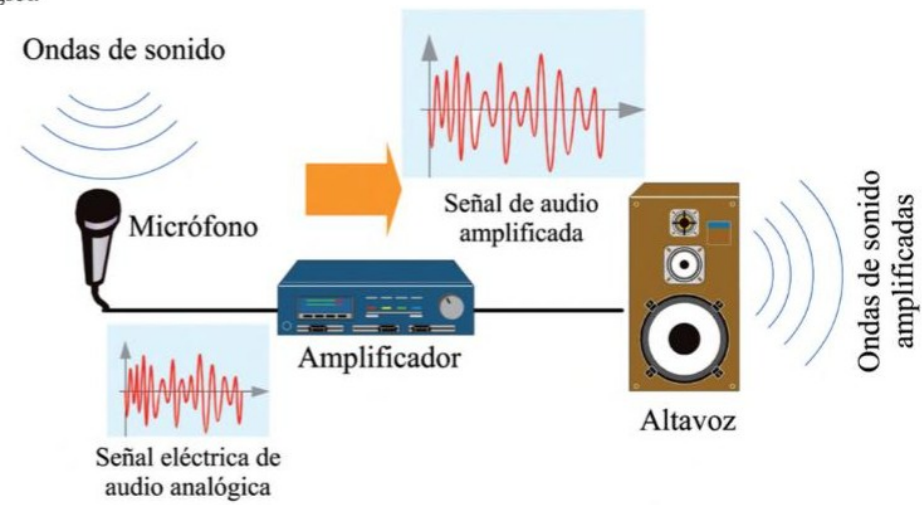 Ondas de sonido
Micrófono
Señal eléctrica de
audio analógica
Amplificador
Señal de audio
amplificada
Altavoz
Ondas de sonido
amplificadas